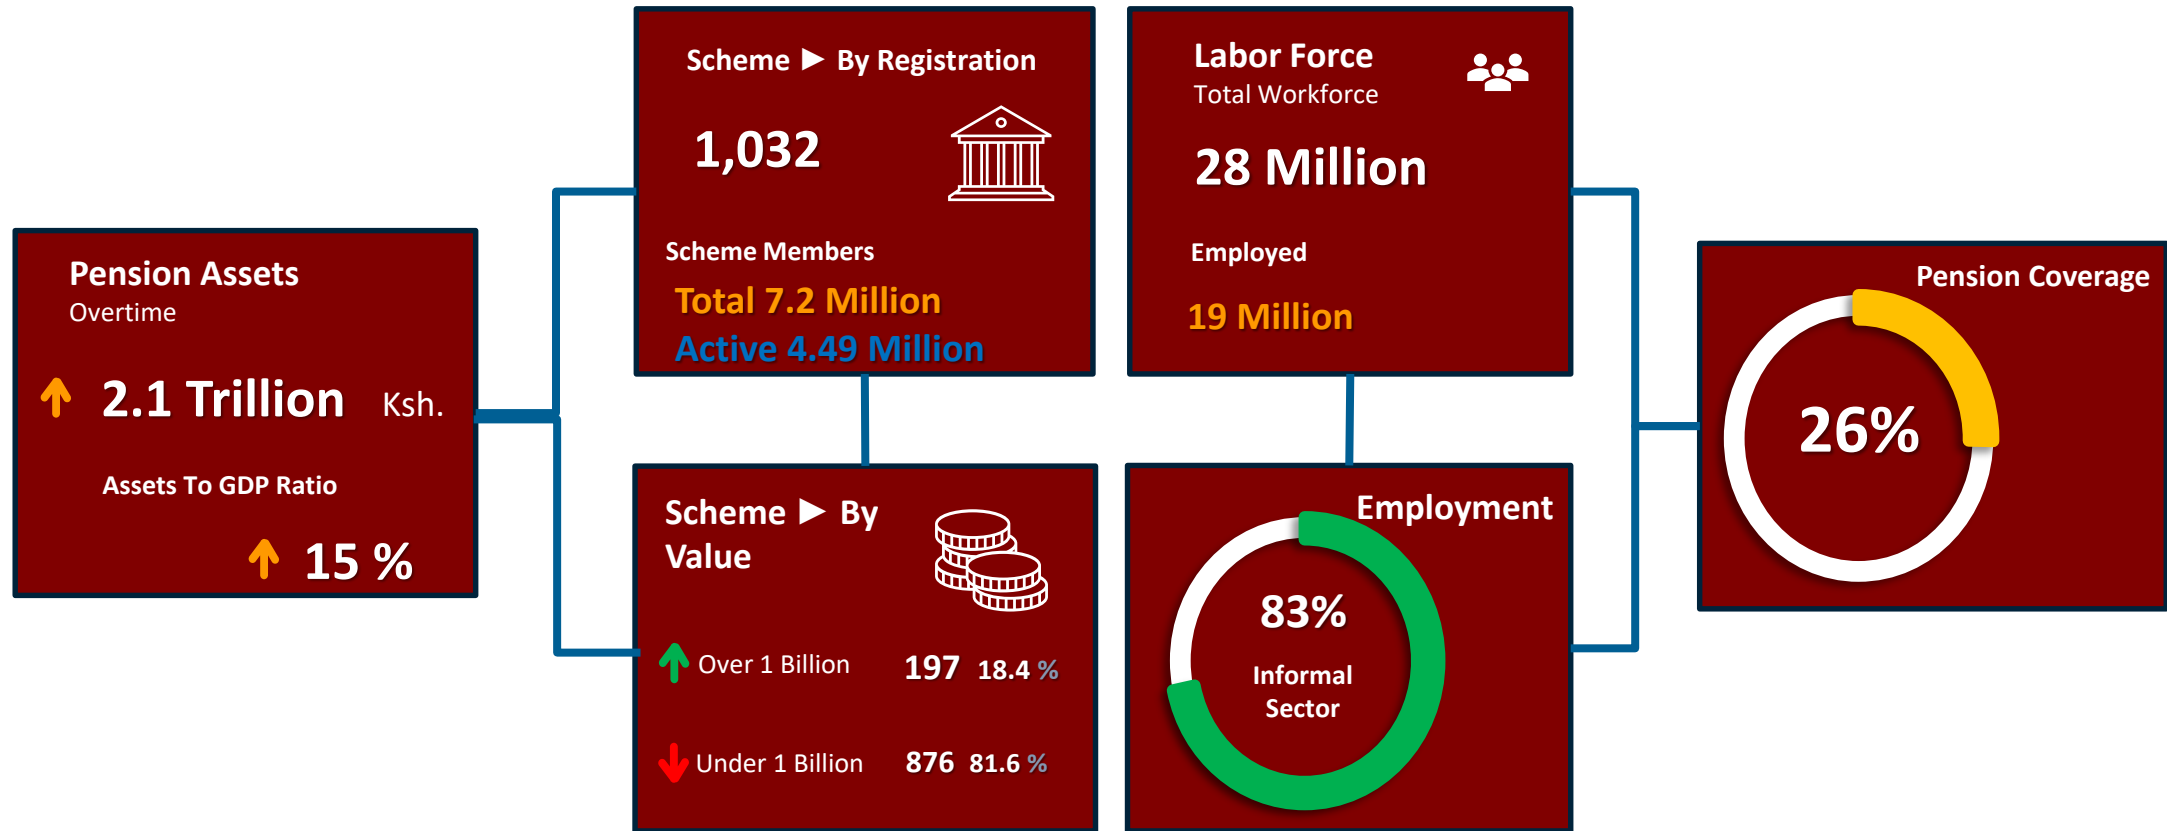 Pension Assets
Overtime
2.1 Trillion Ksh.
Assets To GDP Ratio
15 %
Scheme ► By Registration
1,032
Scheme Members
Total 7.2 Million
Active 4.49 Million
Scheme ► By
Value
Over 1 Billion 197 18.4 %
Under 1 Billion 876 81.6 %
Labor Force
Total Workforce
28 Million
Employed
19 Million
Employment
83%
Informal
Sector
Pension Coverage
26%